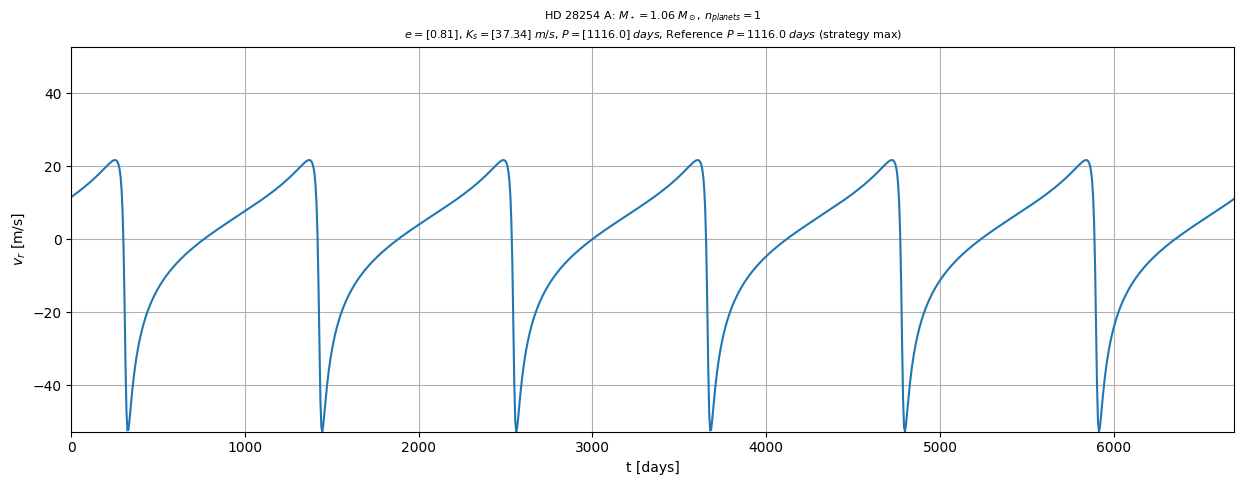 HD 28254 A: $M_\star = 1.06\ M_\odot$, $n_{planets} = 1$
$e = [0.81]$, $K_s = [37.34]\ m/s$, $P = [1116.0]\ days$, Reference $P = 1116.0\ days$ (strategy max)
40
20
0
−20
−40
$v_r$ [m/s]
0 1000 2000 3000 4000 5000 6000
t [days]